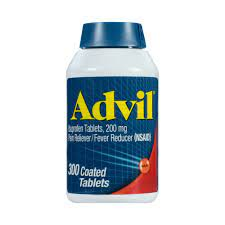 Advil
Ibuprofen Tablets, 200 mg
Pain Reliever/Fever Reducer (NSAID)
300 Coated
Tablets